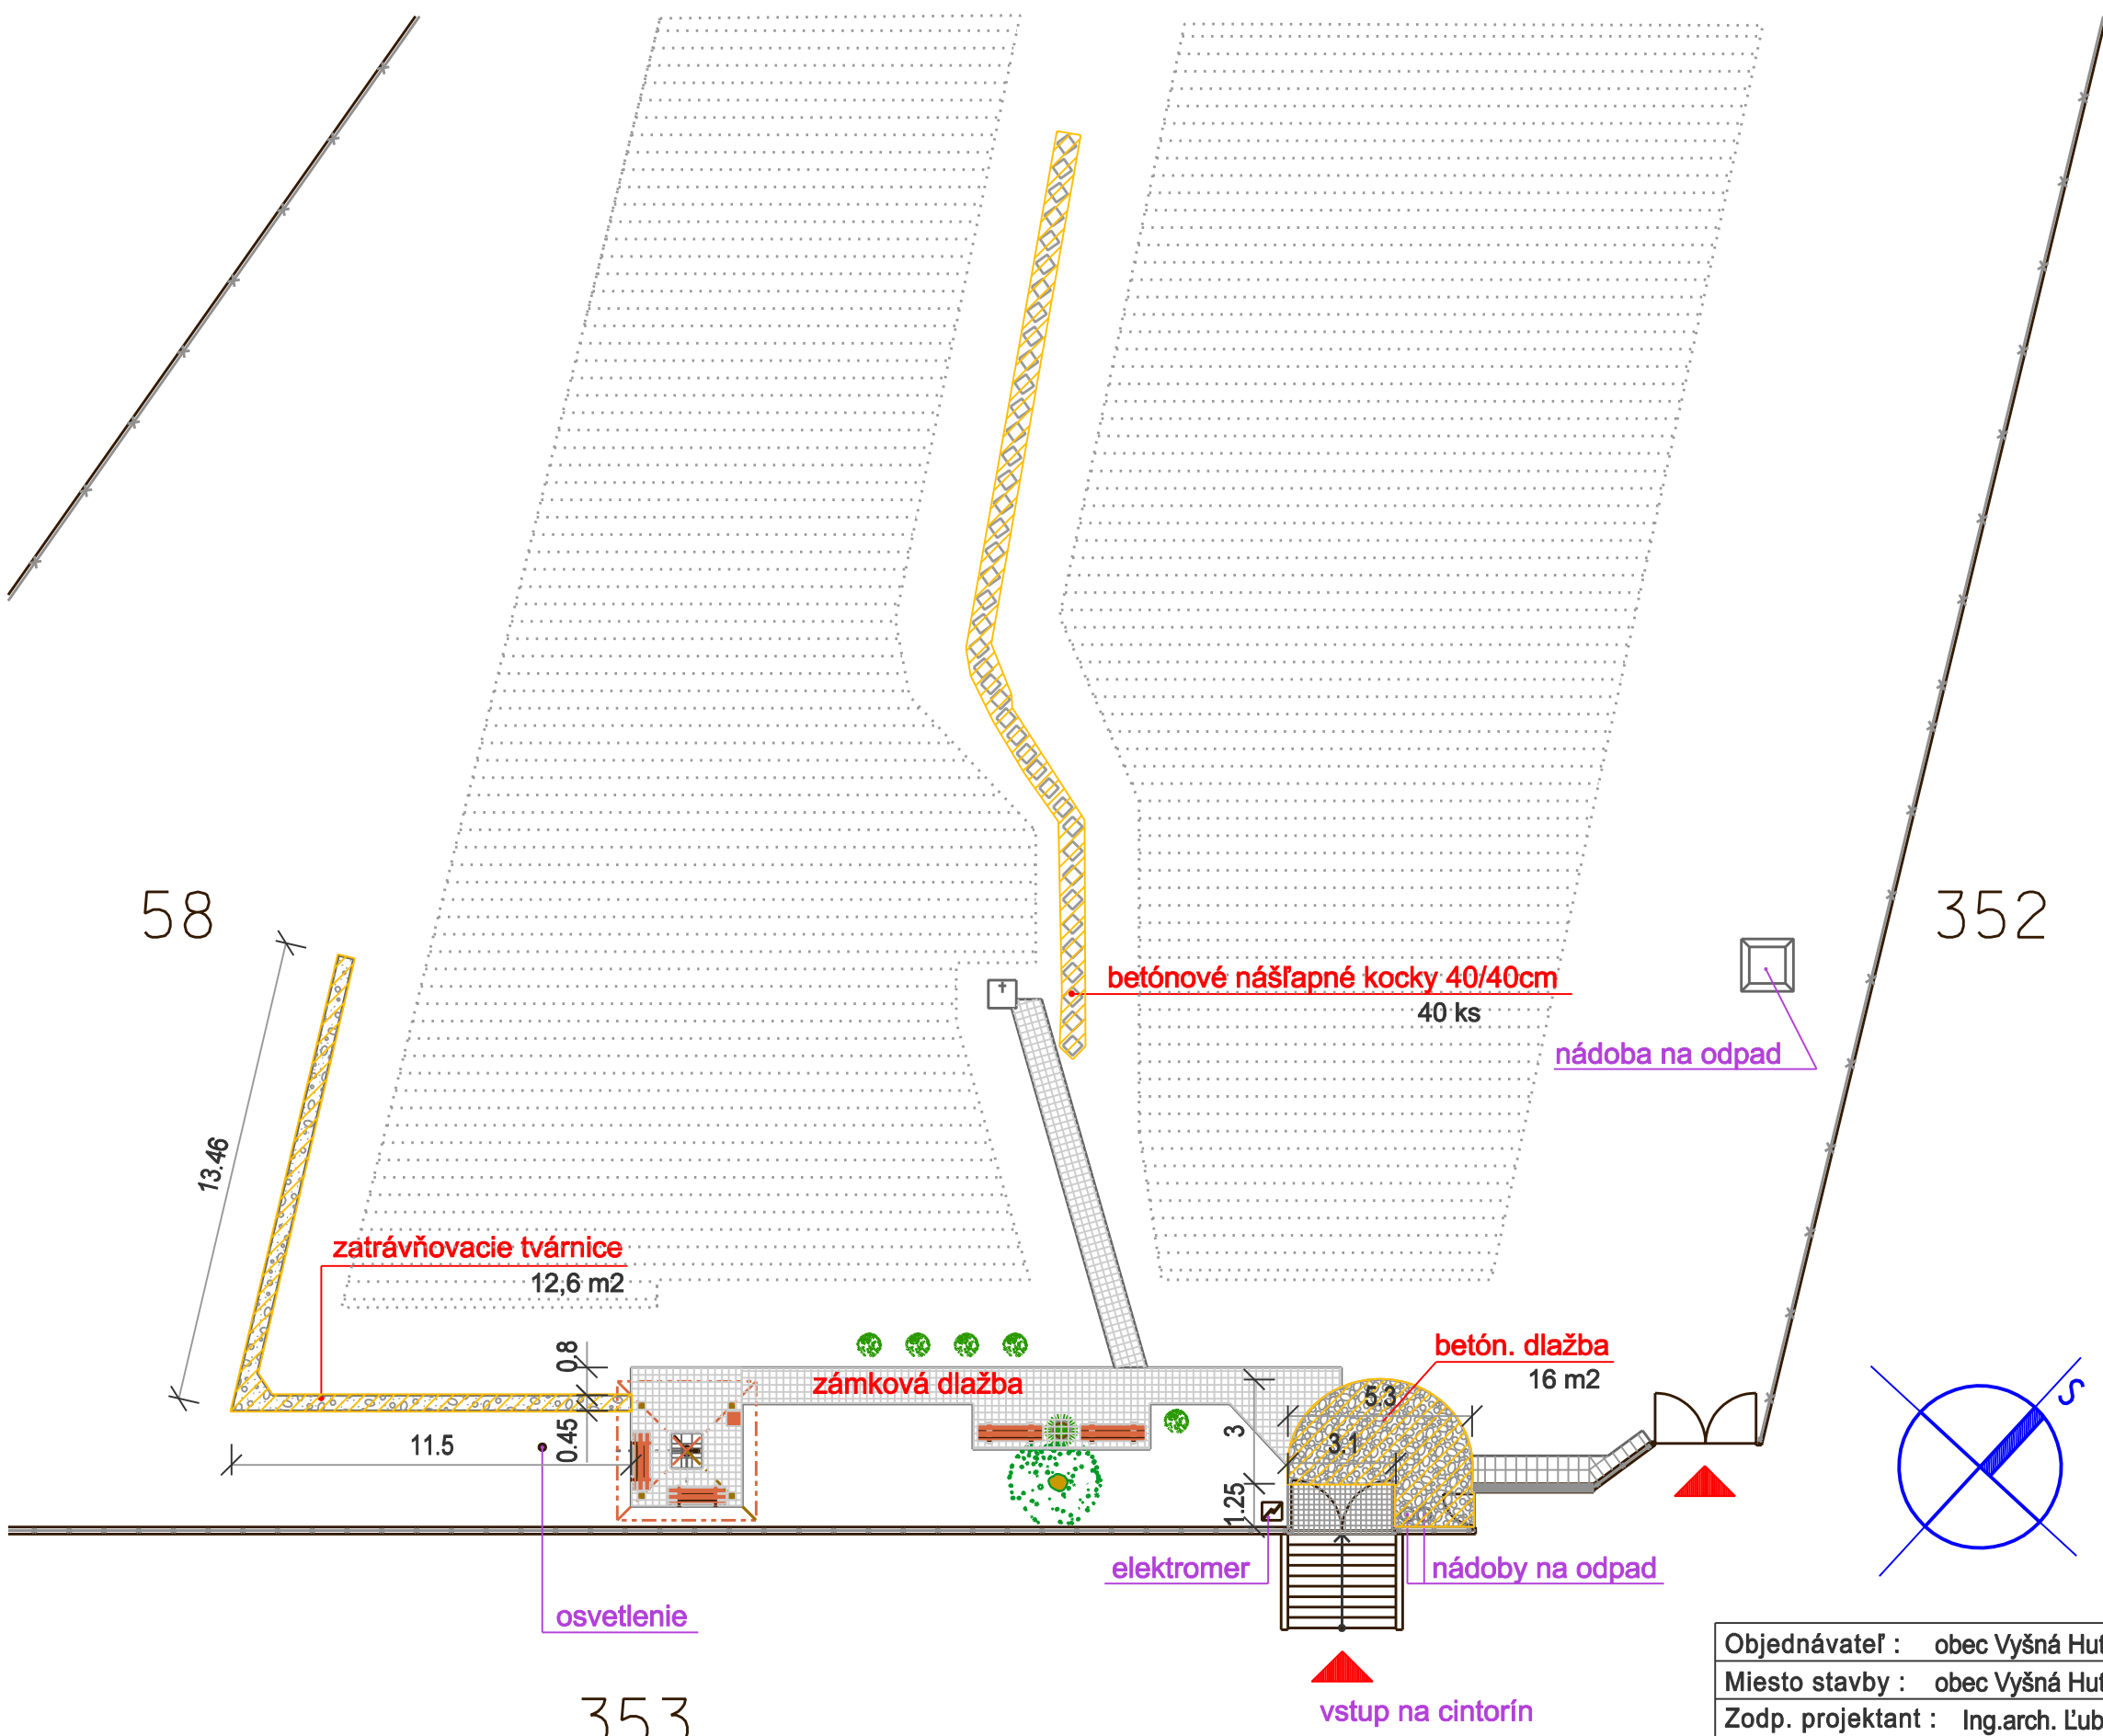 58
352
betónové nášľapné kocky 40/40cm
40 ks
nádoba na odpad
13.46
zatrávňovacie tvárnice
12,6 m2
0.8
zámková dlažba
betón. dlažba
16 m2
5.3
3
3.1
11.5
0.45
1.25
S
elektromer
nádoby na odpad
osvetlenie
vstup na cintorín
353
Objednávateľ : obec Vyšná
Miesto stavby : obec Vyšná
Zodp. projektant : Ing.arch.